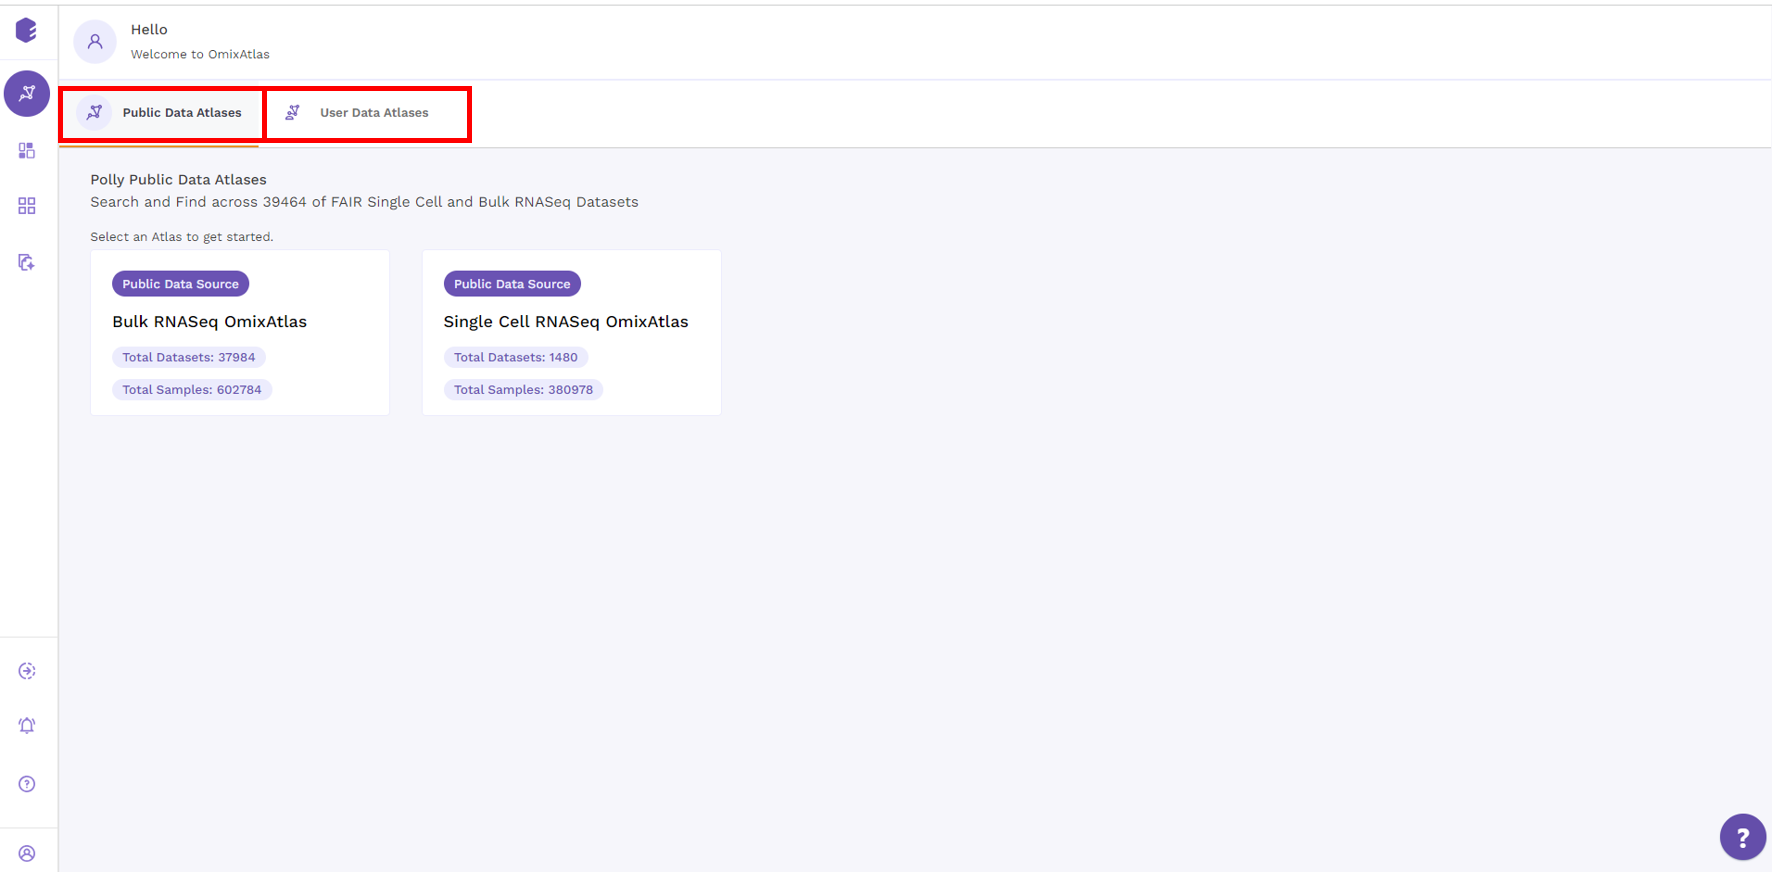 Hello
Welcome to OmixAtlas
Public Data Atlases
User Data Atlases
Polly Public Data Atlases
Search and Find across 39464 of FAIR Single Cell and Bulk RNASeq Datasets
Select an Atlas to get started.
Public Data Source
Bulk RNASeq OmixAtlas
Total Datasets: 37984
Total Samples: 602784
Public Data Source
Single Cell RNASeq OmixAtlas
Total Datasets: 1480
Total Samples: 380978
?
?